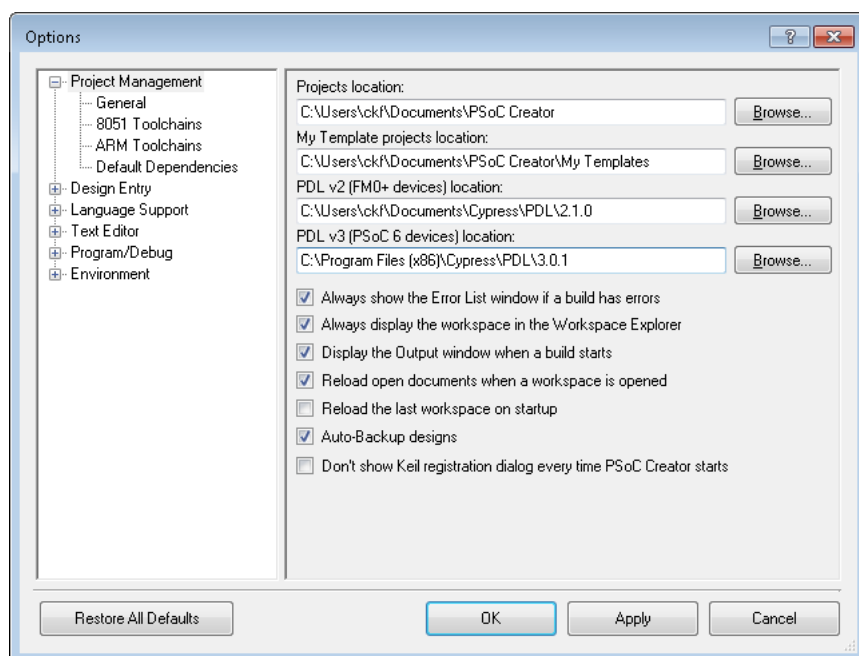 Options
Project Management
General
8051 Toolchains
ARM Toolchains
Default Dependencies
Design Entry
Language Support
Text Editor
Program/Debug
Environment
Projects location:
C:\Users\ckf\Documents\PSoC Creator
Browse...
My Template projects location:
C:\Users\ckf\Documents\PSoC Creator\My Templates
Browse...
PDL v2 (FM0+ devices) location:
C:\Users\ckf\Documents\Cypress\PDL\2.1.0
Browse...
PDL v3 (PSoC 6 devices) location:
C:\Program Files (x86)\Cypress\PDL\3.0.1
Browse...
Always show the Error List window if a build has errors
Always display the workspace in the Workspace Explorer
Display the Output window when a build starts
Reload open documents when a workspace is opened
Reload the last workspace on startup
Auto-Backup designs
Don't show Keil registration dialog every time PSoC Creator starts
Restore All Defaults
OK
Apply
Cancel